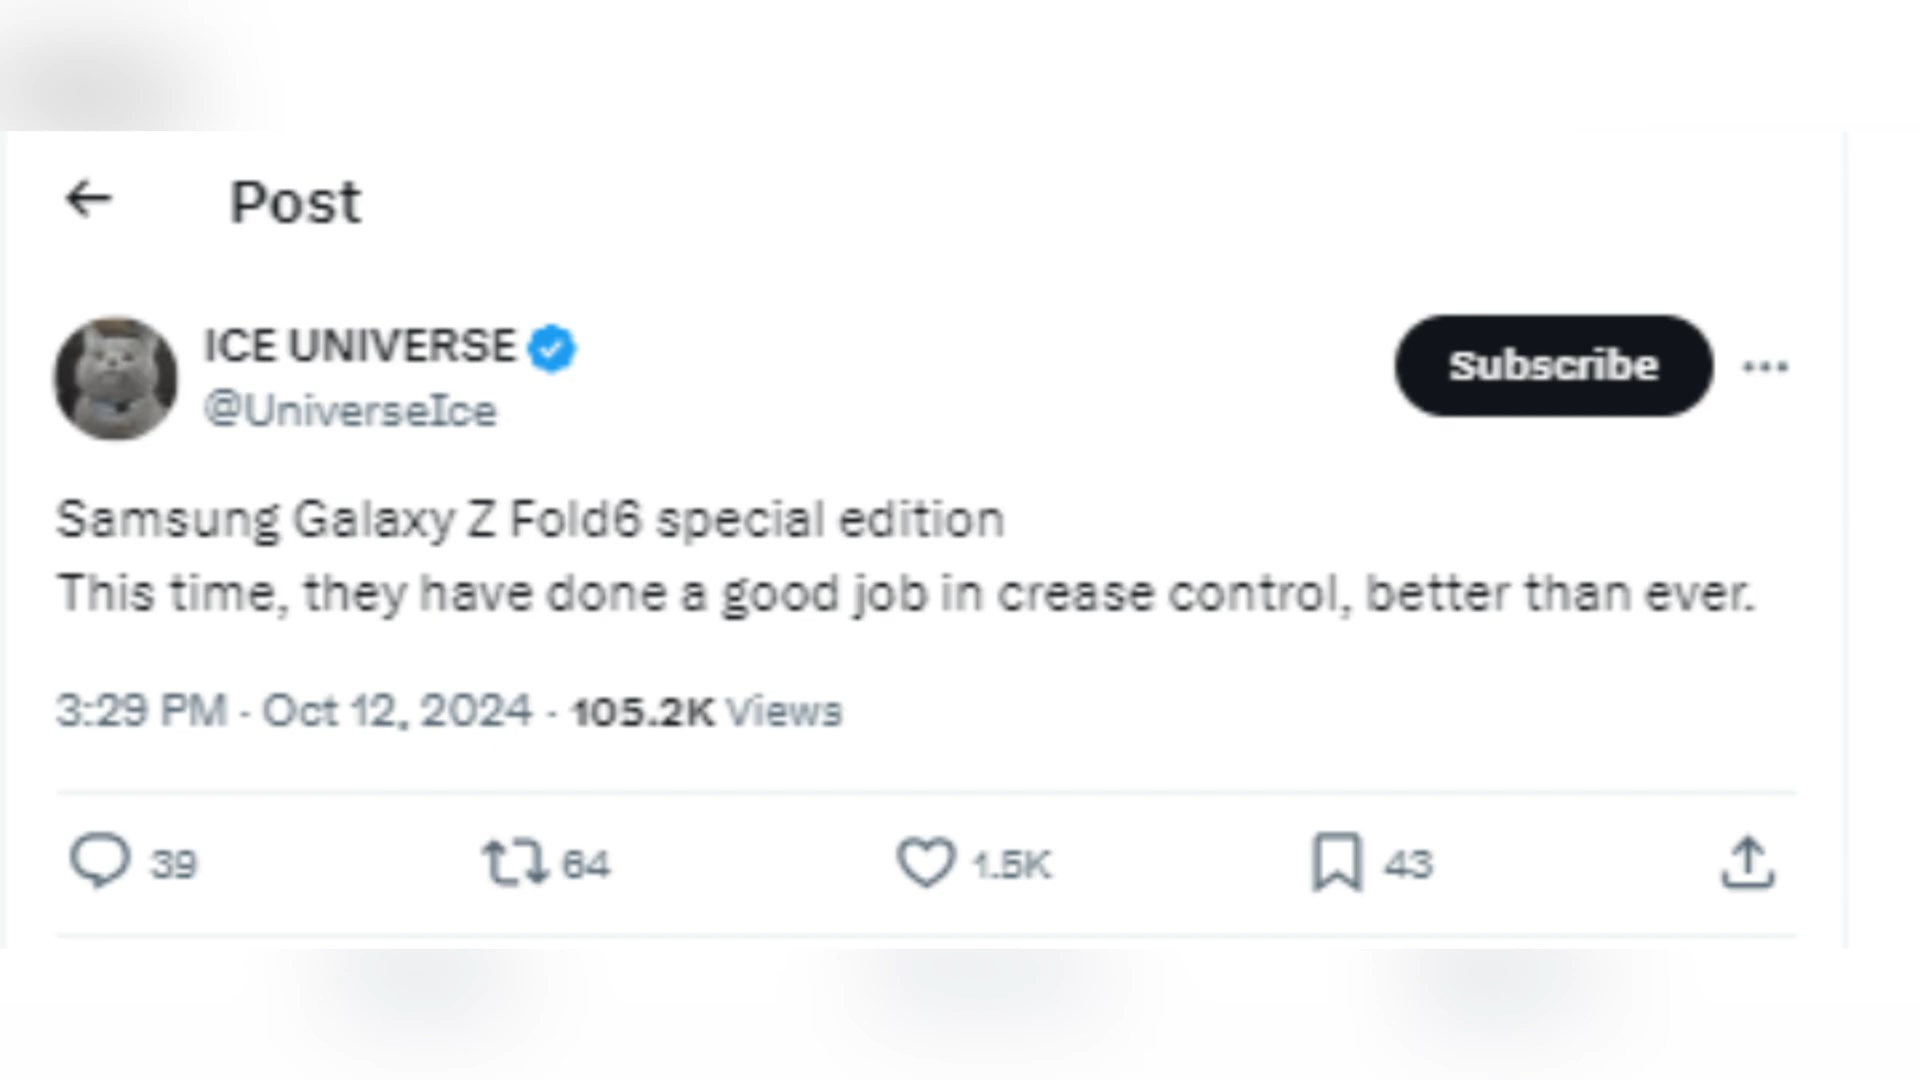 Post
ICE UNIVERSE
@UniverseIce
Subscribe
Samsung Galaxy Z Fold6 special edition
This time, they have done a good job in crease control, better than ever.
3:29 PM · Oct 12, 2024 · 105.2K Views
39 64 1.5K 43